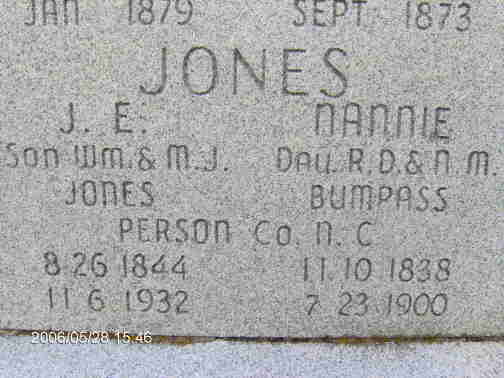 JAN 1879 SEPT 1873
JONES
J. E. NANNIE
Son Wm. & M. J. Dau. R. D. & N M.
JONES BUMPASS
PERSON Co. N. C
8 26 1844 11 10 1838
11 6 1932 7 23 1900
2006/05/28 15:46